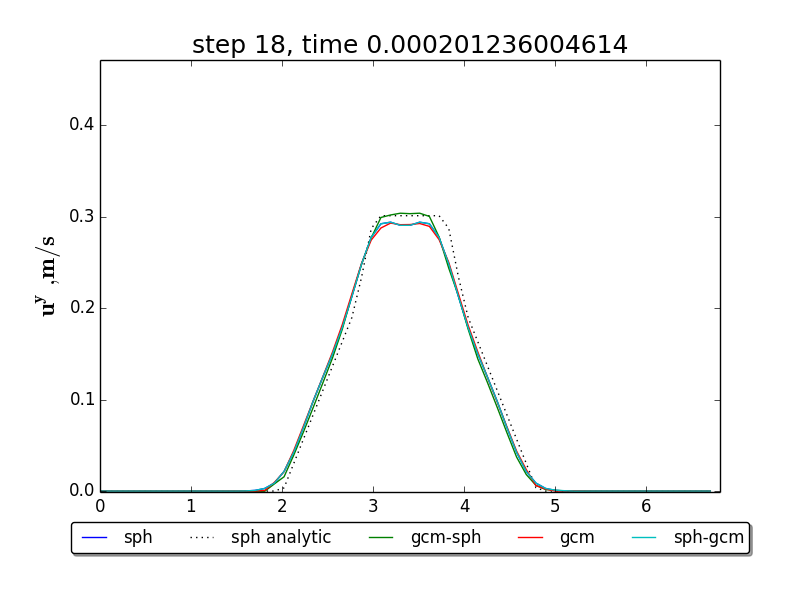 step 18, time 0.000201236004614
0.4
0.3
0.2
0.1
0.0
u^y ,m/s
0 1 2 3 4 5 6
sph sph analytic gcm-sph gcm sph-gcm